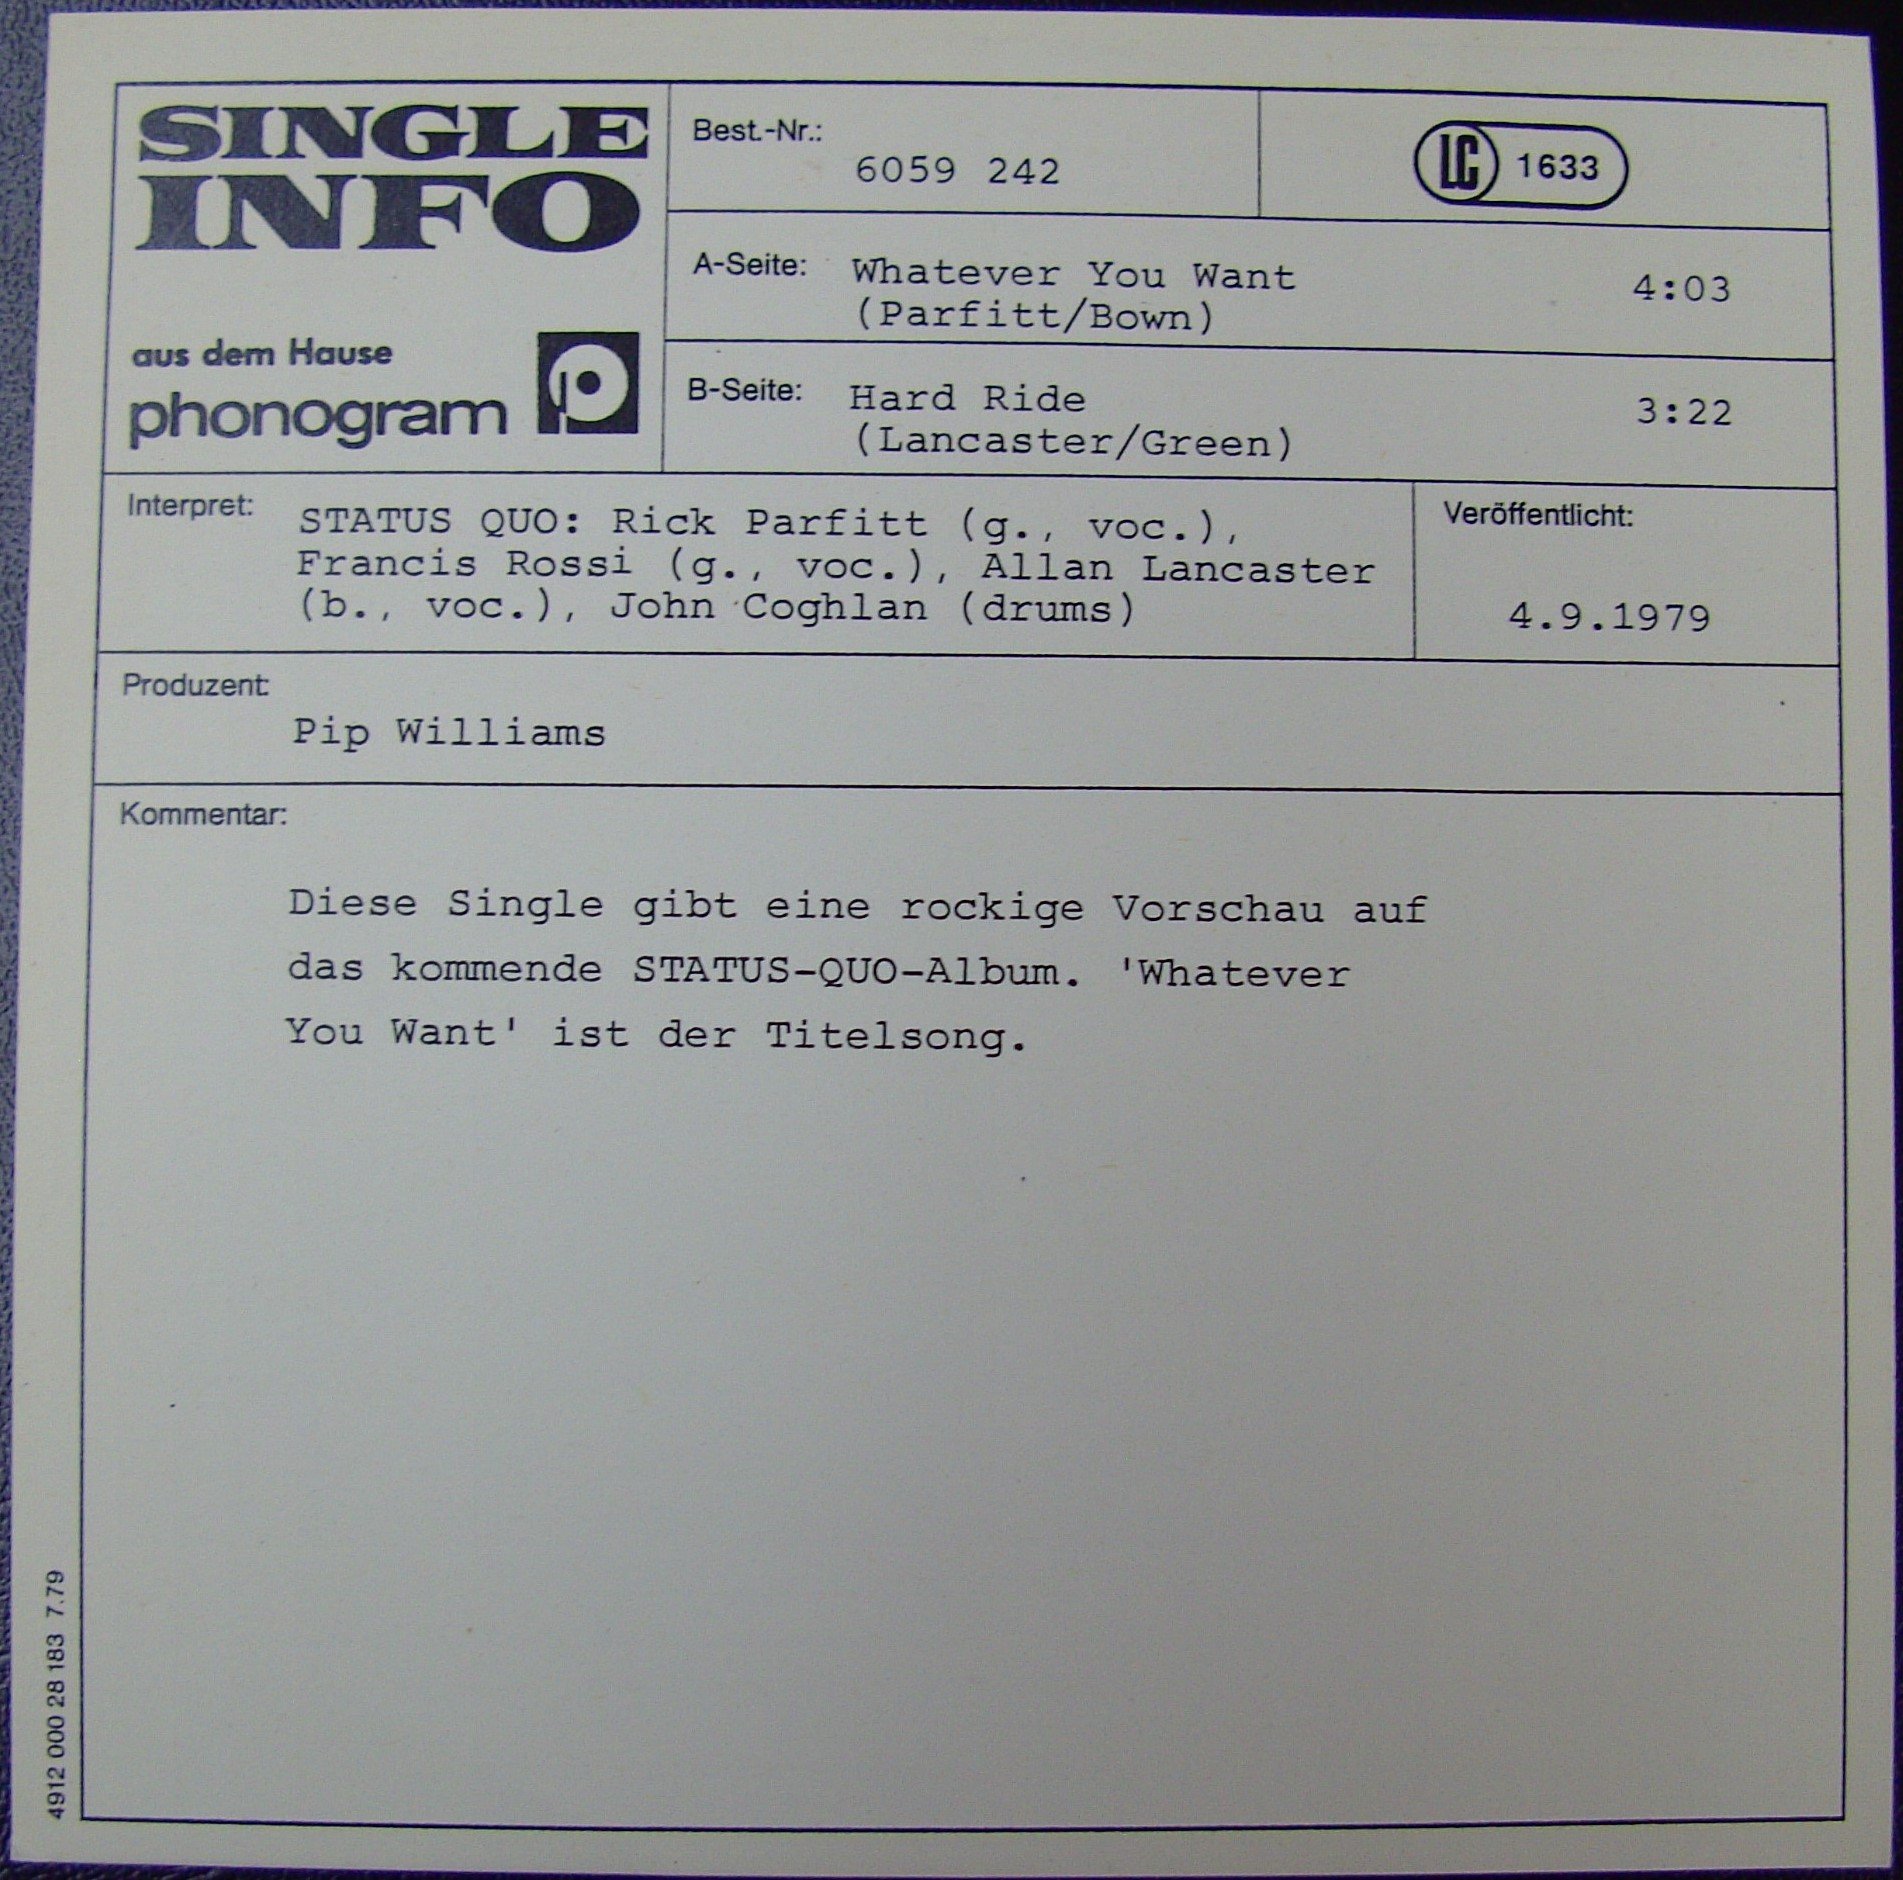 SINGLE
INFO
aus dem Hause
phonogram
Best.-Nr.:
6059 242
LC 1633
A-Seite: Whatever You Want 4:03
(Parfitt/Bown)
B-Seite: Hard Ride 3:22
(Lancaster/Green)
Interpret: STATUS QUO: Rick Parfitt (g., voc.),
Francis Rossi (g., voc.), Allan Lancaster
(b., voc.), John Coghlan (drums)
Veröffentlicht:
4.9.1979
Produzent:
Pip Williams
Kommentar:
Diese Single gibt eine rockige Vorschau auf
das kommende STATUS-QUO-Album. 'Whatever
You Want' ist der Titelsong.
4912 000 28 183 7.79